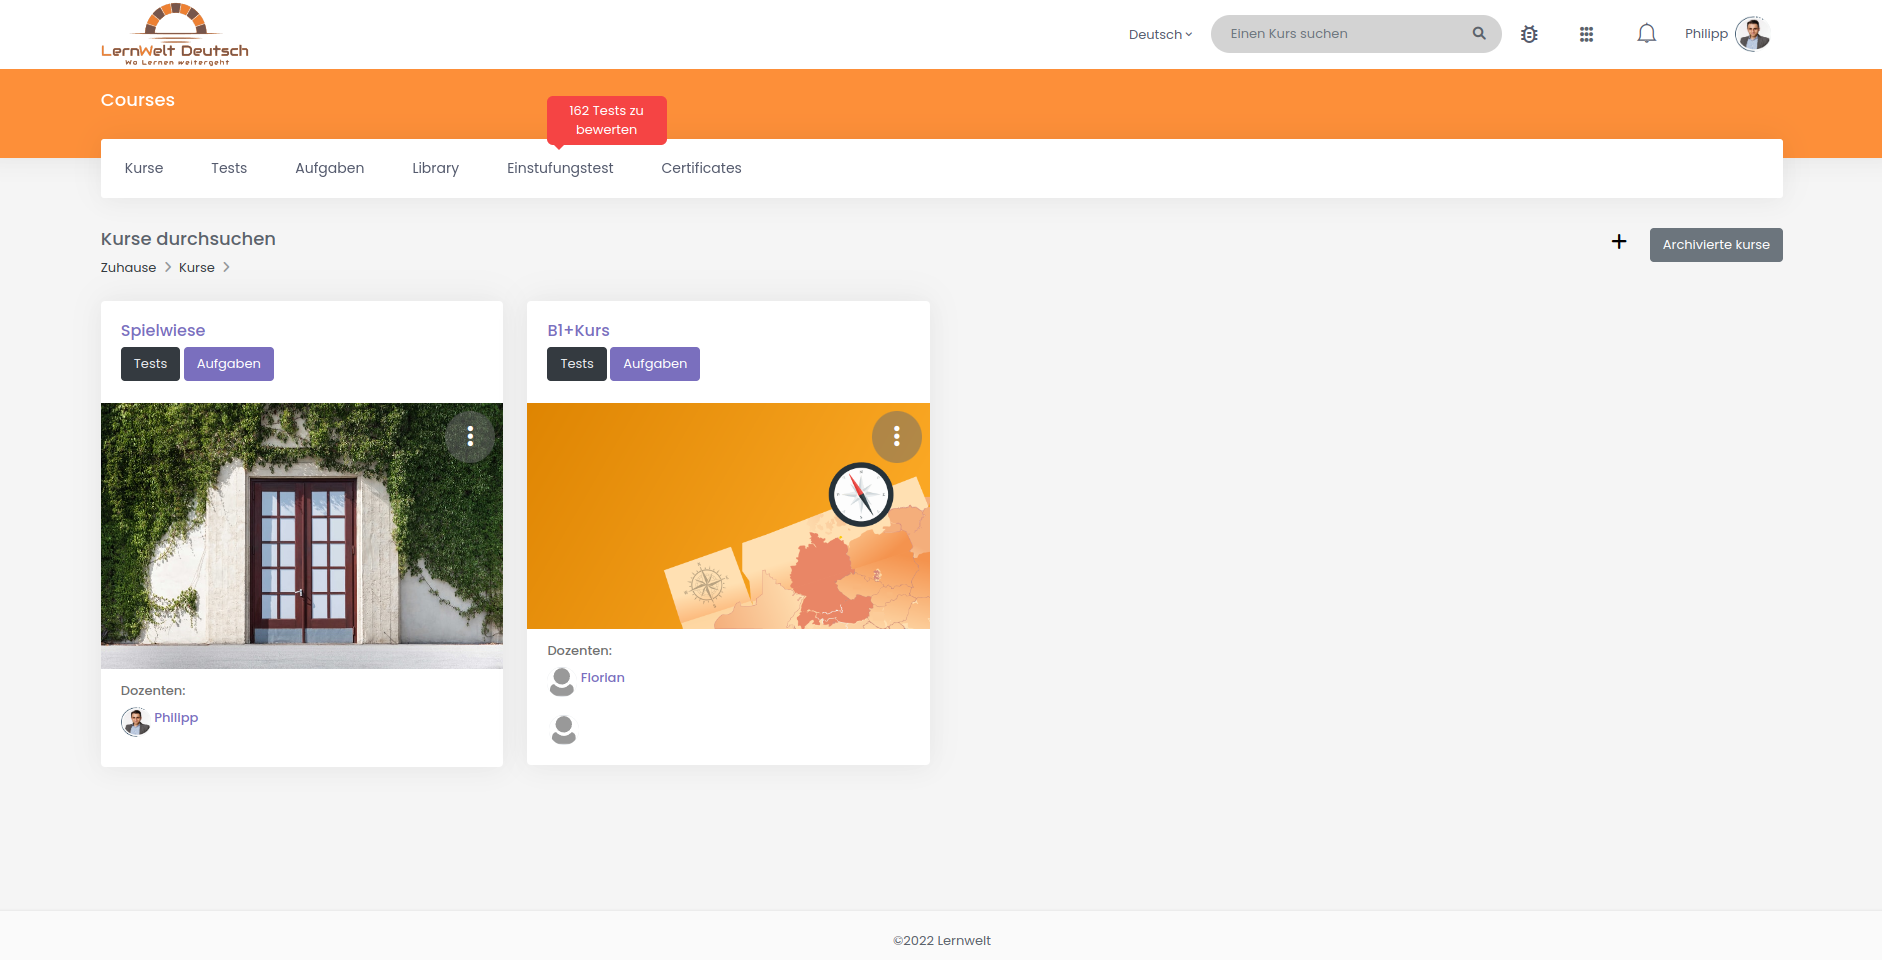 LernWelt Deutsch
Wo Lernen weitergeht
Deutsch
Einen Kurs suchen
Philipp
Courses
162 Tests zu
bewerten
Kurse
Tests
Aufgaben
Library
Einstufungstest
Certificates
Kurse durchsuchen
Archivierte kurse
Zuhause
Kurse
Spielwiese
Tests
Aufgaben
Dozenten:
Philipp
B1+Kurs
Tests
Aufgaben
Dozenten:
Florian
©2022 Lernwelt